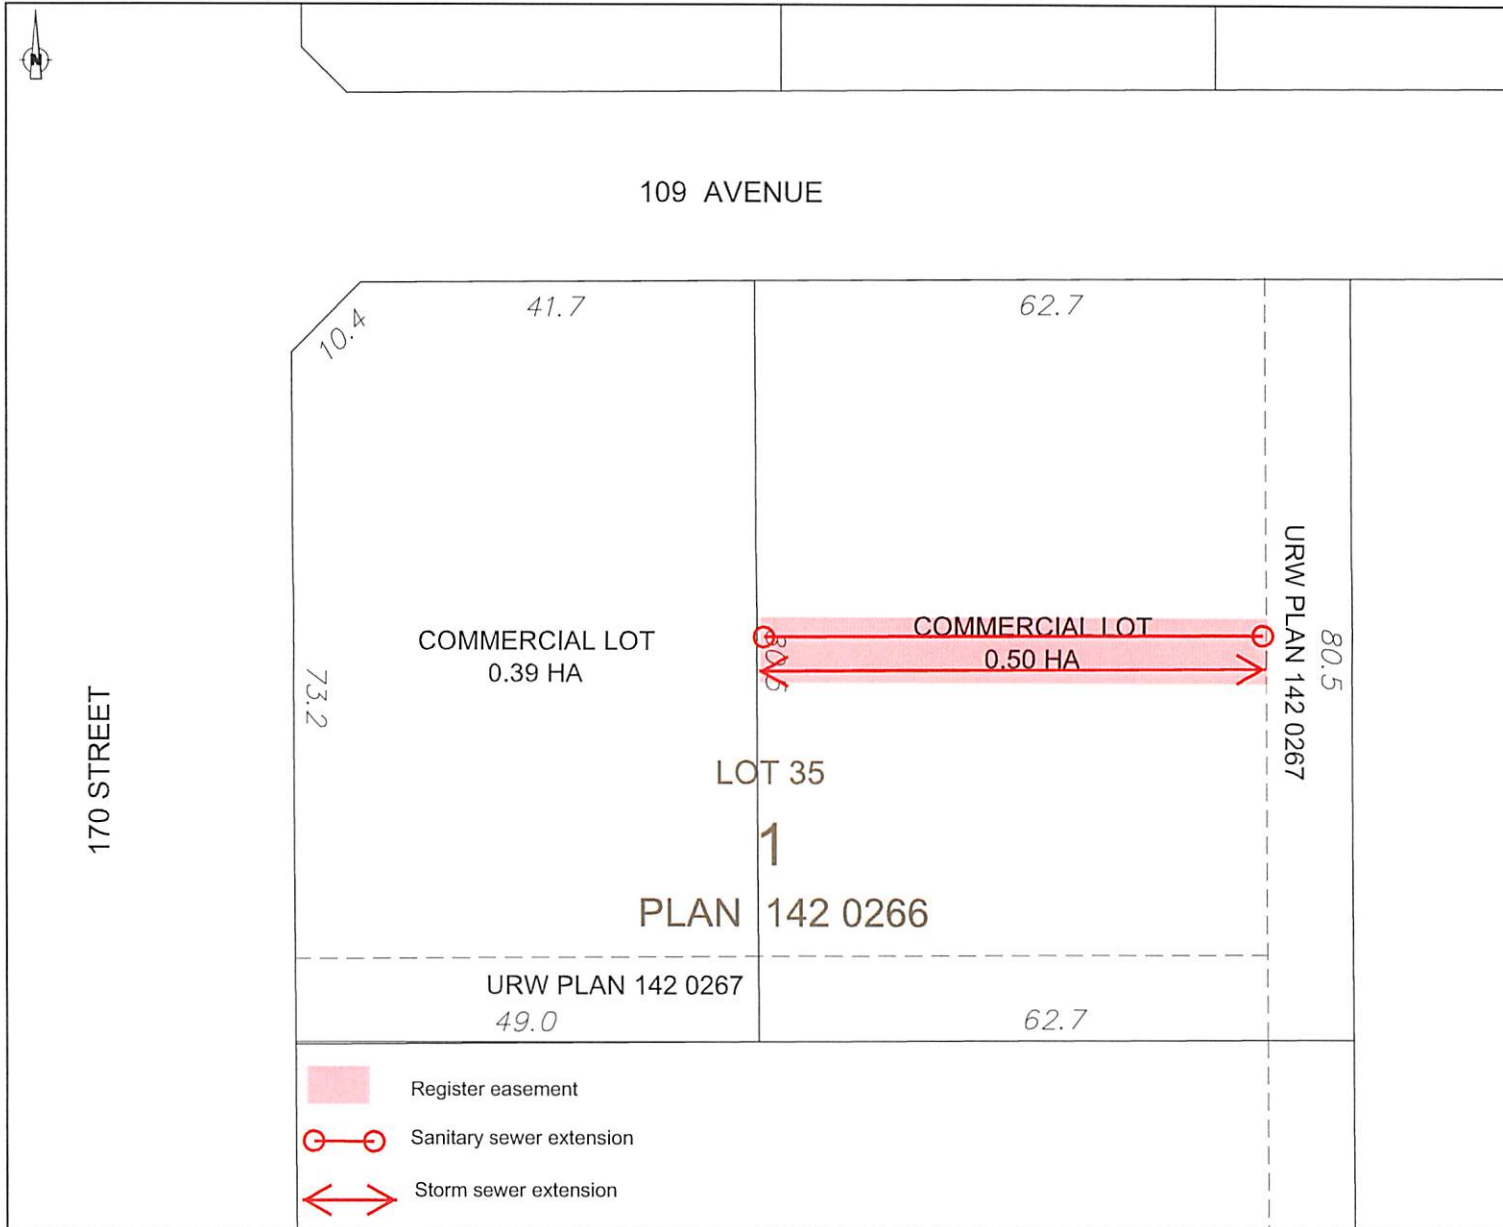 N
109 AVENUE
41.7
62.7
10.4
COMMERCIAL LOT
0.39 HA
COMMERCIAL LOT
0.50 HA
80.5
73.2
URW PLAN 142 0267
80.5
170 STREET
LOT 35
1
PLAN 142 0266
URW PLAN 142 0267
49.0
62.7
Register easement
Sanitary sewer extension
Storm sewer extension